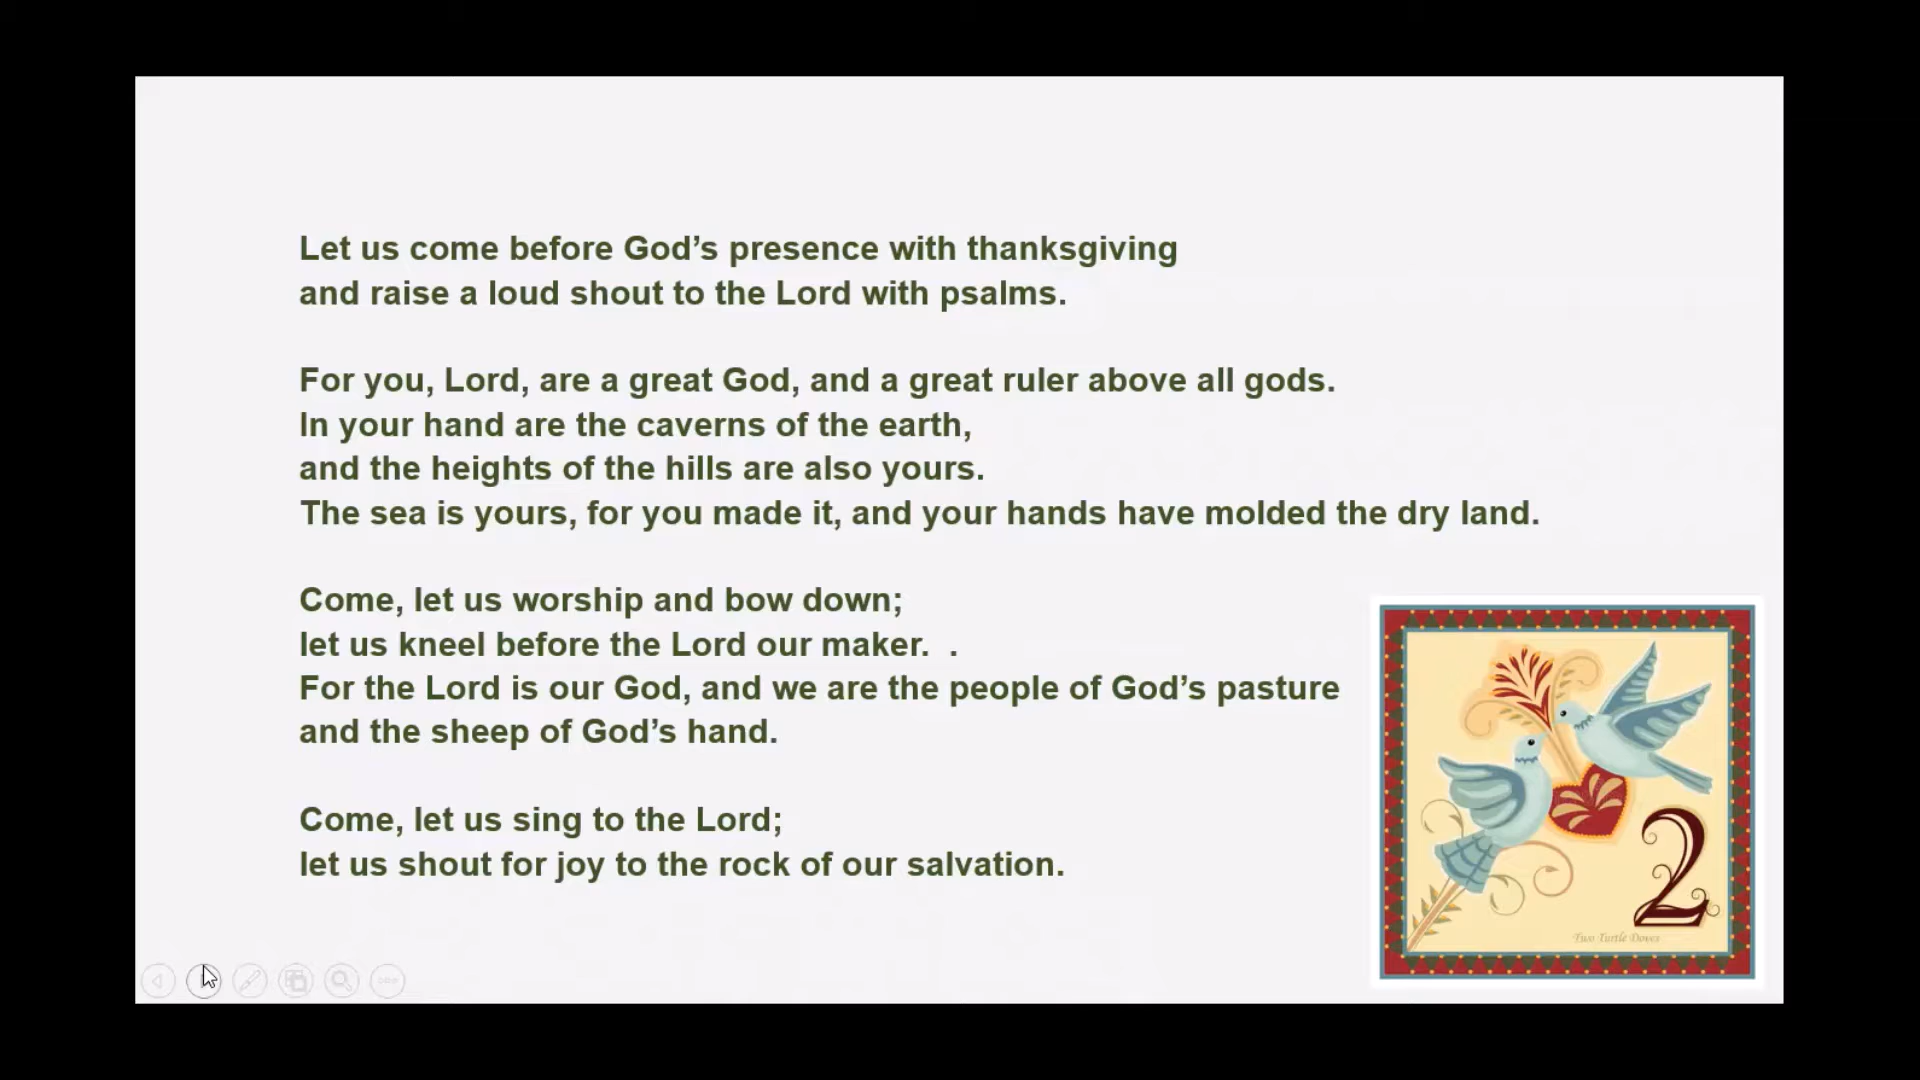 Let us come before God’s presence with thanksgiving
and raise a loud shout to the Lord with psalms.
For you, Lord, are a great God, and a great ruler above all gods.
In your hand are the caverns of the earth,
and the heights of the hills are also yours.
The sea is yours, for you made it, and your hands have molded the dry land.
Come, let us worship and bow down;
let us kneel before the Lord our maker.  .
For the Lord is our God, and we are the people of God’s pasture
and the sheep of God’s hand.
Come, let us sing to the Lord;
let us shout for joy to the rock of our salvation.
2
Two Turtle Doves